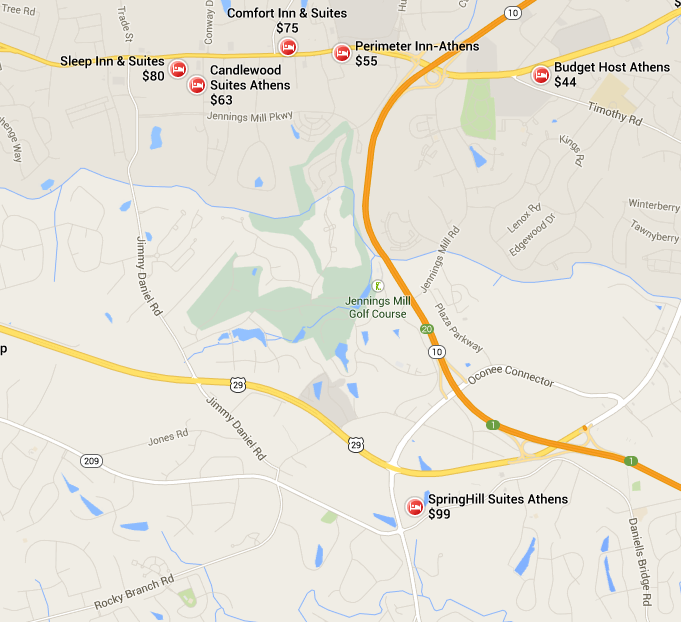 Tree Rd
Trade St
Conway D
Hu
C
10
S
Comfort Inn & Suites
$75
Perimeter Inn-Athens
$55
Sleep Inn & Suites
$80
Candlewood
Suites Athens
$63
Budget Host Athens
$44
Timothy Rd
Jennings Mill Pkwy
henge Way
Kings Rd
Lenox Rd
Edgewood Dr
Winterberry
Tawnyberry
Jimmy Daniel Rd
Jennings Mill Rd
Jennings Mill
Golf Course
Plaza Parkway
20
10
p
29
Oconee Connector
Jimmy Daniel Rd
Jones Rd
29
1
209
1
SpringHill Suites Athens
$99
Daniells Bridge Rd
Rocky Branch Rd